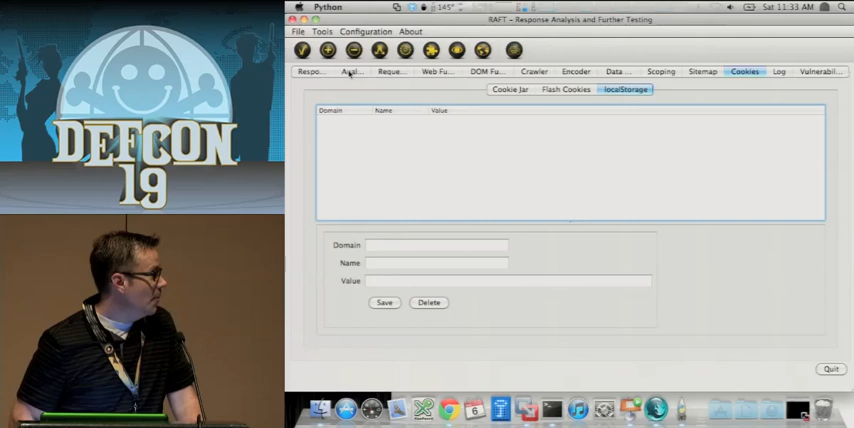 DEFCON
19
Python
145°
Sat 11:33 AM
RAFT - Response Analysis and Further Testing
File Tools Configuration About
Respo... Anal... Reque... Web Fu... DOM Fu... Crawler Encoder Data ... Scoping Sitemap Cookies Log Vulnerabil...
Cookie Jar Flash Cookies localStorage
Domain Name Value
Domain
Name
Value
Save Delete
Quit
6